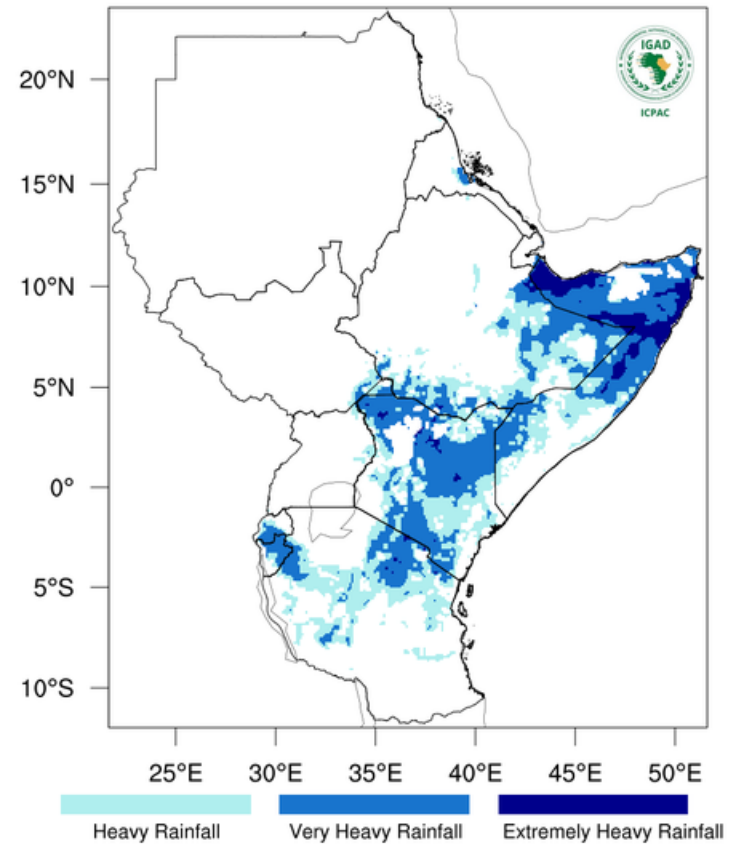 IGAD
ICPAC
20°N
15°N
10°N
5°N
0°
5°S
10°S
25°E 30°E 35°E 40°E 45°E 50°E
Heavy Rainfall Very Heavy Rainfall Extremely Heavy Rainfall